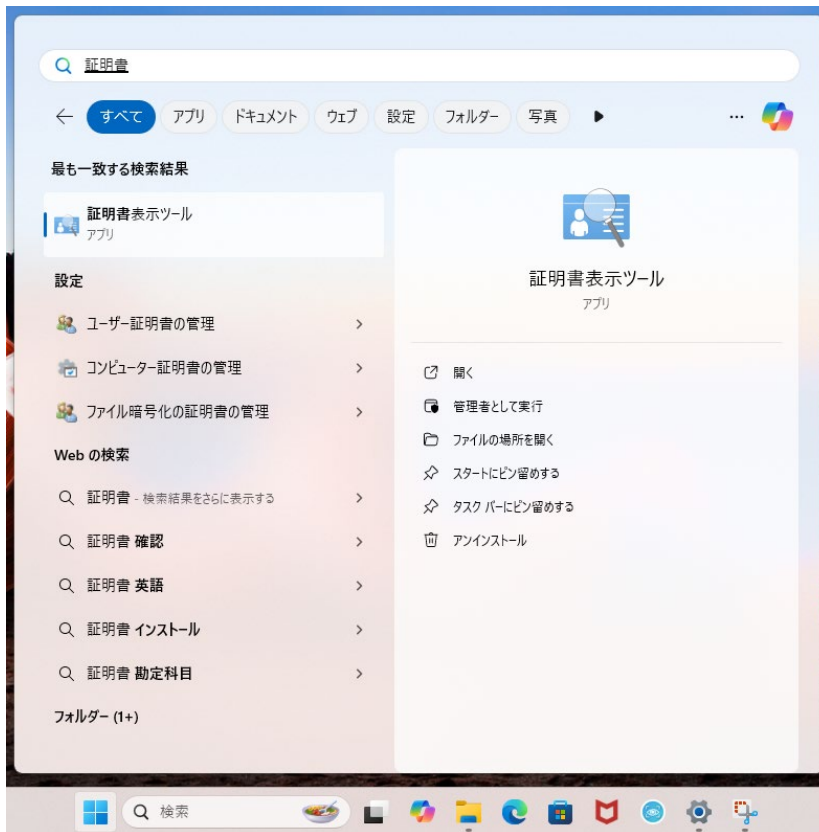 証明書
すべて アプリ ドキュメント ウェブ 設定 フォルダー 写真
最も一致する検索結果
証明書表示ツール
アプリ
設定
ユーザー証明書の管理
コンピューター証明書の管理
ファイル暗号化の証明書の管理
Web の検索
証明書 - 検索結果をさらに表示する
証明書 確認
証明書 英語
証明書 インストール
証明書 勘定科目
フォルダー (1+)
証明書表示ツール
アプリ
開く
管理者として実行
ファイルの場所を開く
スタートにピン留めする
タスク バーにピン留めする
アンインストール
検索